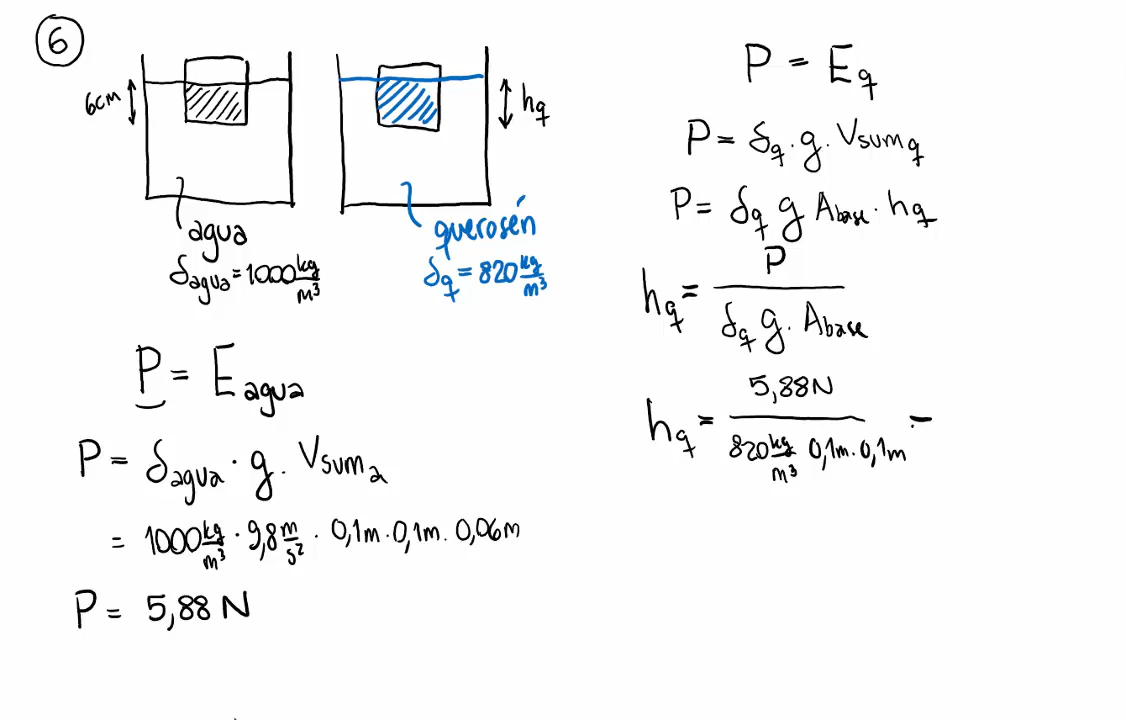 6
6cm
hq
agua
δagua = 1000 kg/m³
querosén
δq = 820 kg/m³
P = Eagua
P = δagua · g · Vsuma
= 1000 kg/m³ · 9,8 m/s² · 0,1m · 0,1m · 0,06m
P = 5,88 N
P = Eq
P = δq · g · Vsumq
P = δq g Abase · hq
hq = P / δq g · Abase
hq = 5,88N / 820 kg/m³ 0,1m · 0,1m =